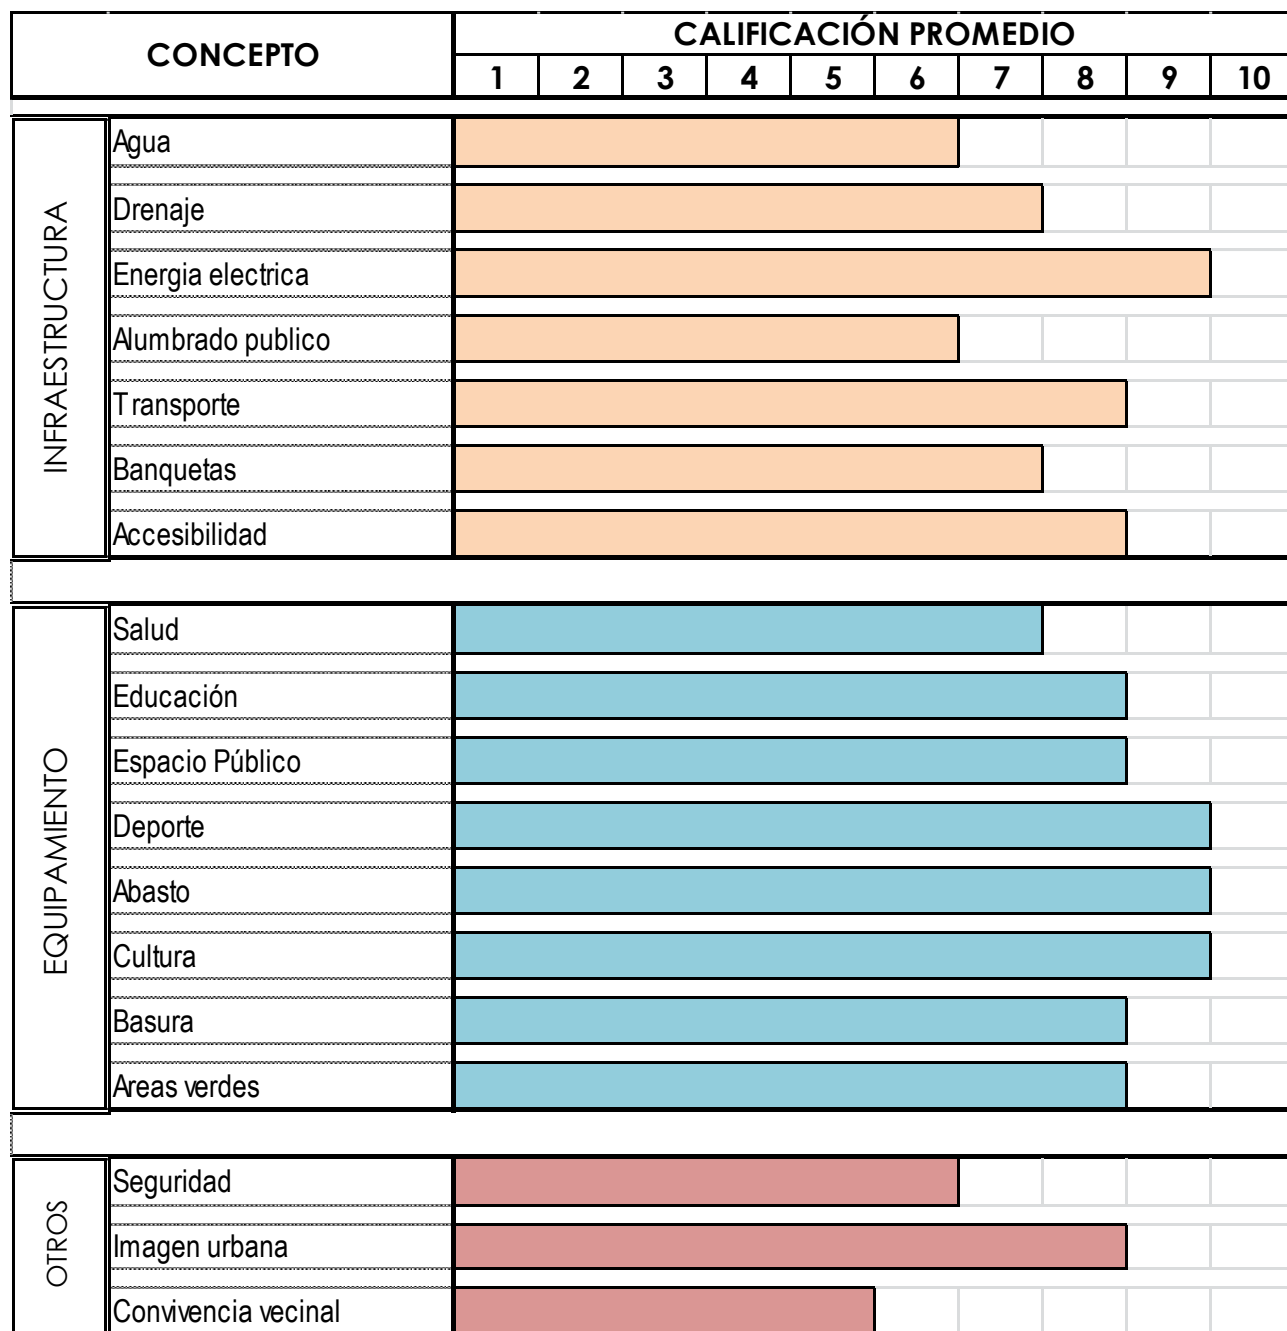 CONCEPTO
CALIFICACIÓN PROMEDIO
1 2 3 4 5 6 7 8 9 10
INFRAESTRUCTURA
Agua
Drenaje
Energia electrica
Alumbrado publico
Transporte
Banquetas
Accesibilidad
EQUIPAMIENTO
Salud
Educación
Espacio Público
Deporte
Abasto
Cultura
Basura
Areas verdes
OTROS
Seguridad
Imagen urbana
Convivencia vecinal